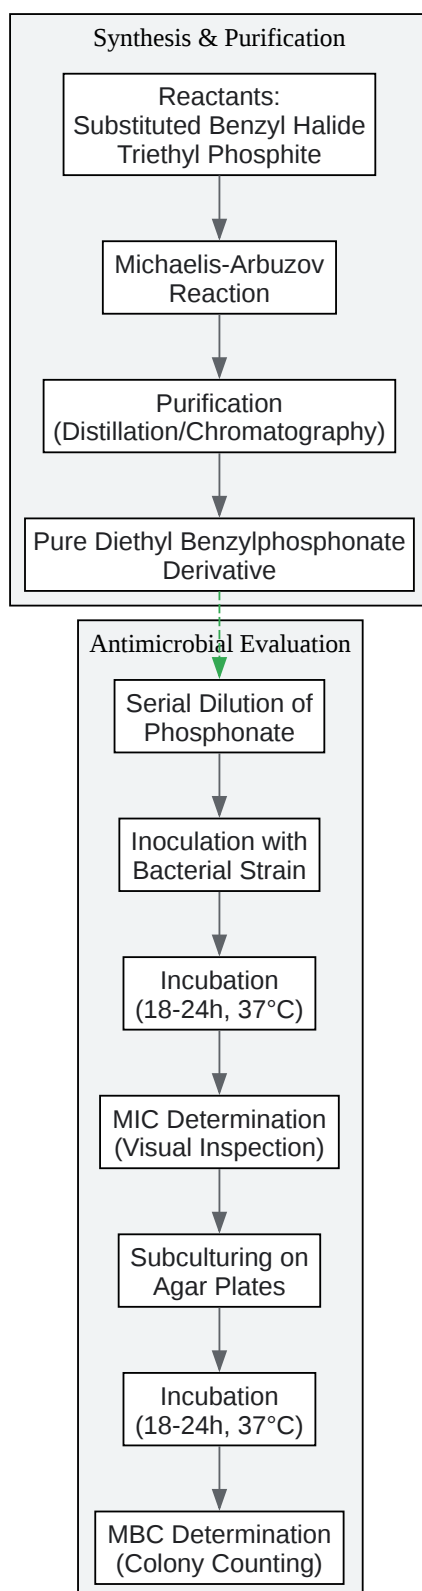 Synthesis & Purification
Reactants:
Substituted Benzyl Halide
Triethyl Phosphite
Michaelis-Arbuzov
Reaction
Purification
(Distillation/Chromatography)
Pure Diethyl Benzylphosphonate
Derivative
Antimicrobial Evaluation
Serial Dilution of
Phosphonate
Inoculation with
Bacterial Strain
Incubation
(18-24h, 37°C)
MIC Determination
(Visual Inspection)
Subculturing on
Agar Plates
Incubation
(18-24h, 37°C)
MBC Determination
(Colony Counting)